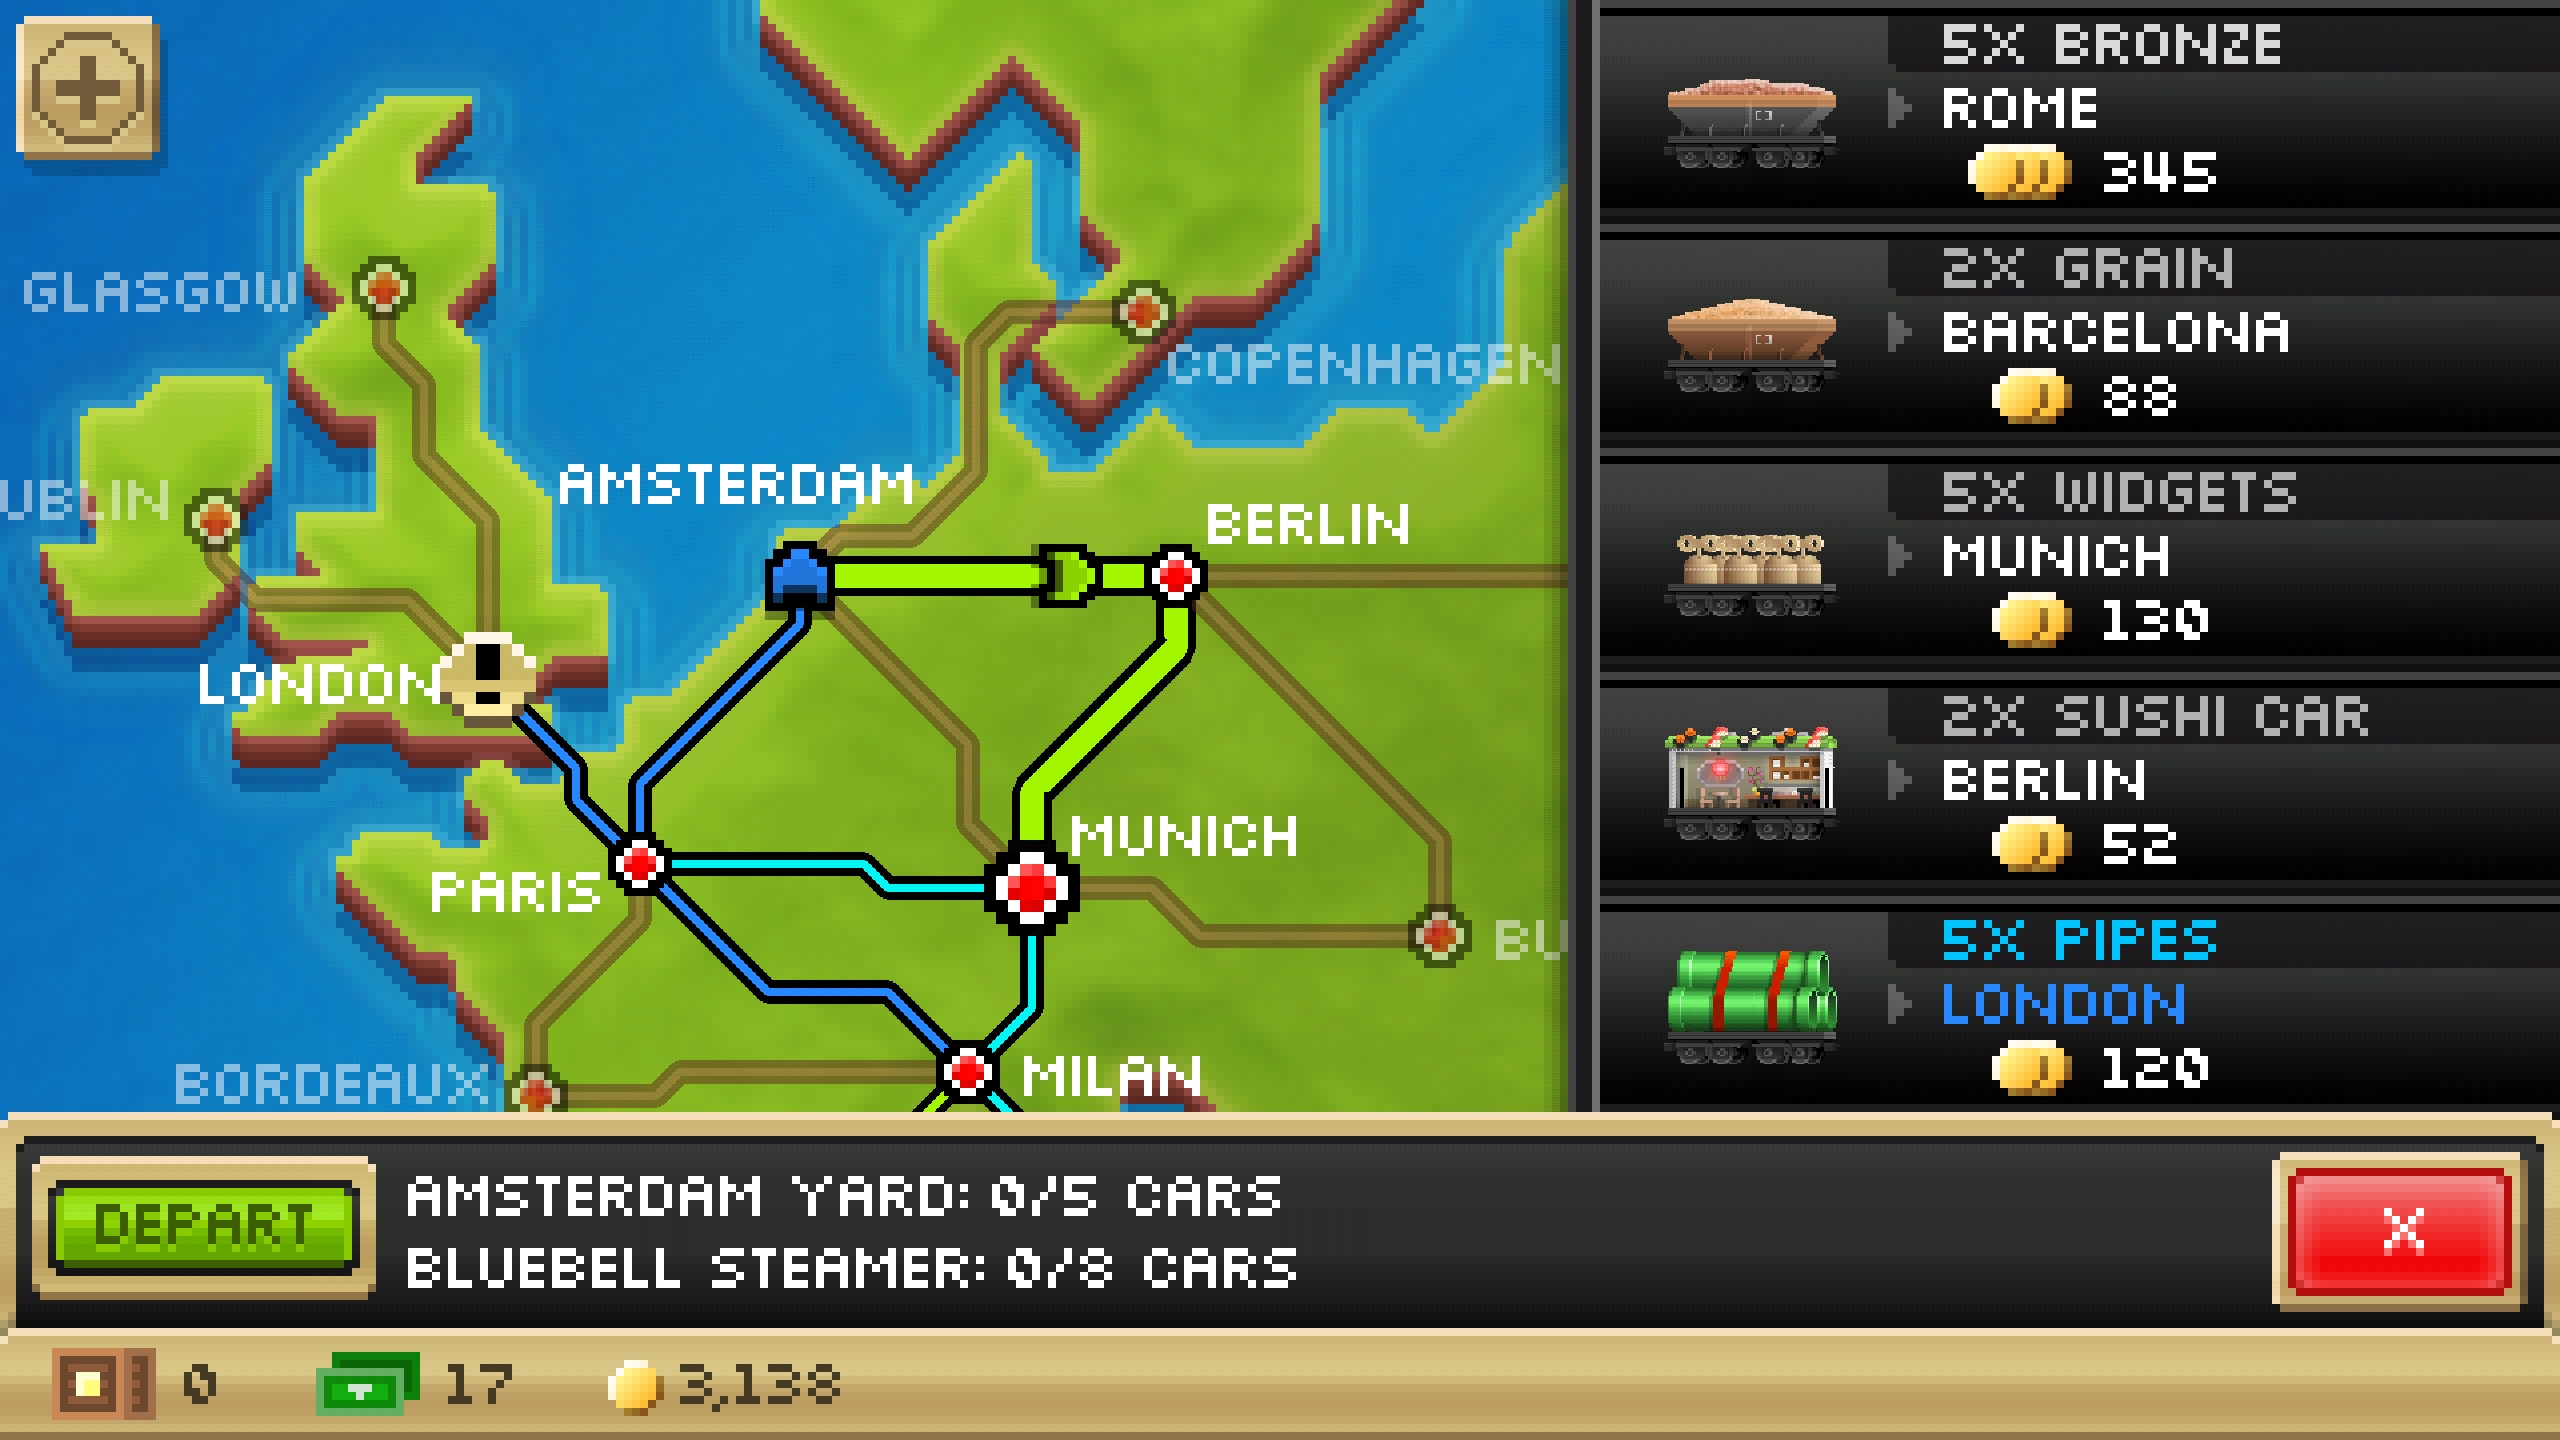 GLASGOW
COPENHAGEN
UBLIN
AMSTERDAM
BERLIN
LONDON
MUNICH
PARIS
BU
BORDEAUX
MILAN
5X BRONZE
ROME
345
2X GRAIN
BARCELONA
88
5X WIDGETS
MUNICH
130
2X SUSHI CAR
BERLIN
52
5X PIPES
LONDON
120
DEPART
AMSTERDAM YARD: 0/5 CARS
BLUEBELL STEAMER: 0/8 CARS
X
0 17 3,138